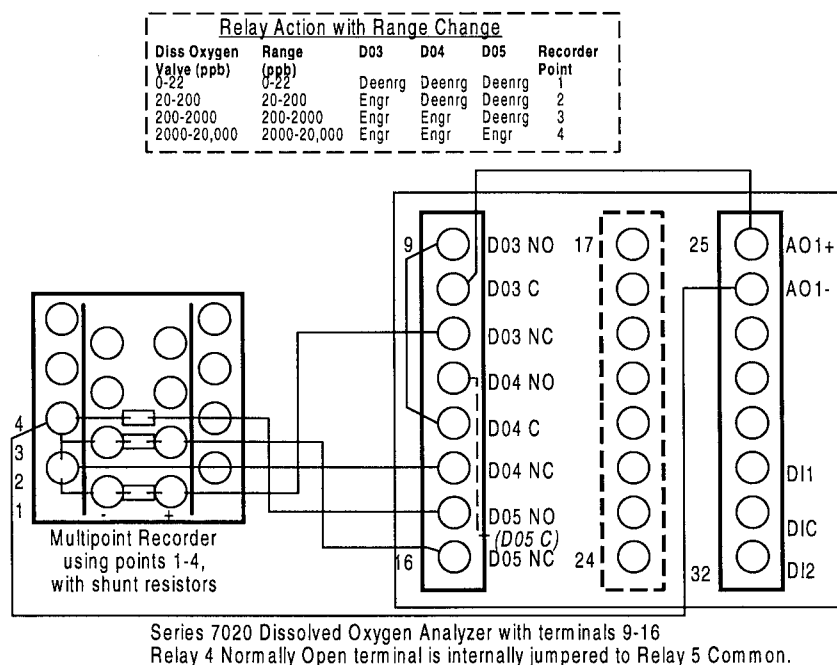 Relay Action with Range Change
Diss Oxygen Valve (ppb) Range (ppb) D03 D04 D05 Recorder Point
0-22 0-22 Deenrg Deenrg Deenrg 1
20-200 20-200 Engr Deenrg Deenrg 2
200-2000 200-2000 Engr Engr Deenrg 3
2000-20,000 2000-20,000 Engr Engr Engr 4
9 D03 NO 17 25 AO1+
D03 C AO1-
D03 NC
D04 NO
4 D04 C
3
2 D04 NC DI1
1
- + D05 NO DIC
(D05 C)
16 D05 NC 24 32 DI2
Multipoint Recorder
using points 1-4,
with shunt resistors
Series 7020 Dissolved Oxygen Analyzer with terminals 9-16
Relay 4 Normally Open terminal is internally jumpered to Relay 5 Common.